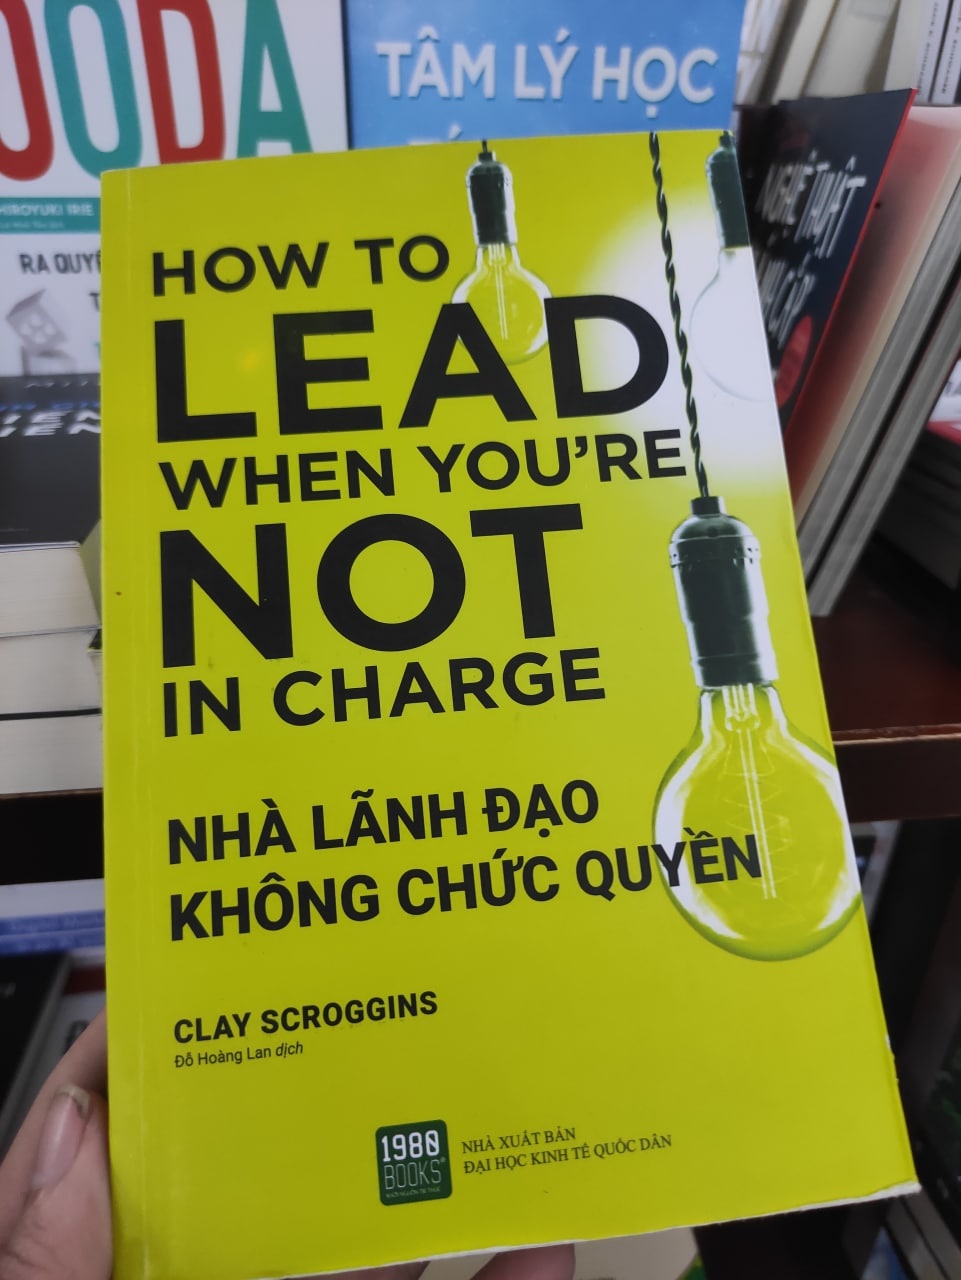 OODA
HIROYUKI IRIE
RA QUYẾ
TÂM LÝ HỌC
NGHỆ THUẬT
HOW TO
LEAD
WHEN YOU'RE
NOT
IN CHARGE
NHÀ LÃNH ĐẠO
KHÔNG CHỨC QUYỀN
CLAY SCROGGINS
Đỗ Hoàng Lan dịch
1980
BOOKS
NHÀ XUẤT BẢN
ĐẠI HỌC KINH TẾ QUỐC DÂN